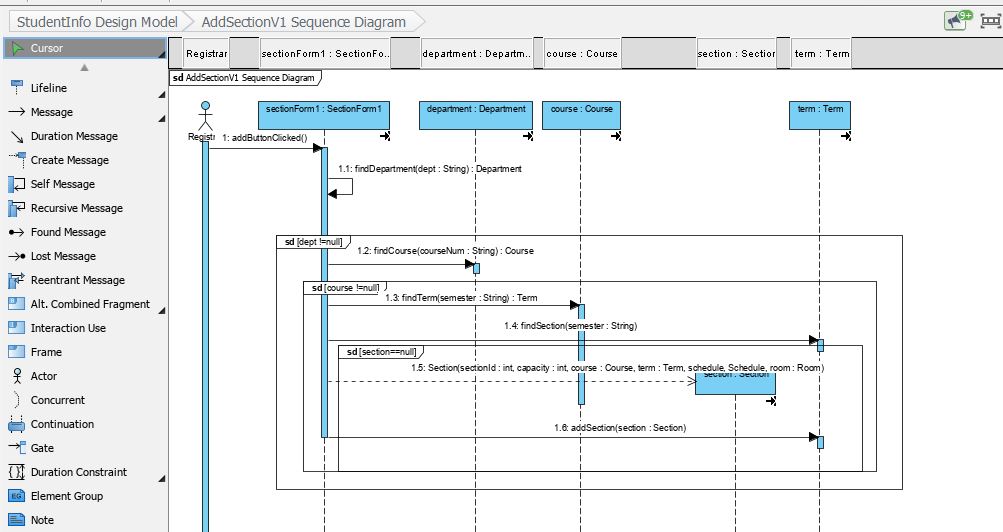 StudentInfo Design Model
AddSectionV1 Sequence Diagram
9+
Cursor
Lifeline
Message
Duration Message
Create Message
Self Message
Recursive Message
Found Message
Lost Message
Reentrant Message
Alt. Combined Fragment
Interaction Use
Frame
Actor
Concurrent
Continuation
Gate
Duration Constraint
EG Element Group
Note
Registrar
sectionForm1 : SectionFo..
department : Departm..
course : Course
section : Section
term : Term
sd AddSectionV1 Sequence Diagram
Registr
sectionForm1 : SectionForm1
department : Department
course : Course
term : Term
1: addButtonClicked()
1.1: findDepartment(dept : String) : Department
sd [dept !=null]
1.2: findCourse(courseNum : String) : Course
sd [course !=null]
1.3: findTerm(semester : String) : Term
1.4: findSection(semester : String)
sd [section==null]
1.5: Section(sectionId : int, capacity : int, course : Course, term : Term, schedule, Schedule, room : Room)
section : Section
1.6: addSection(section : Section)